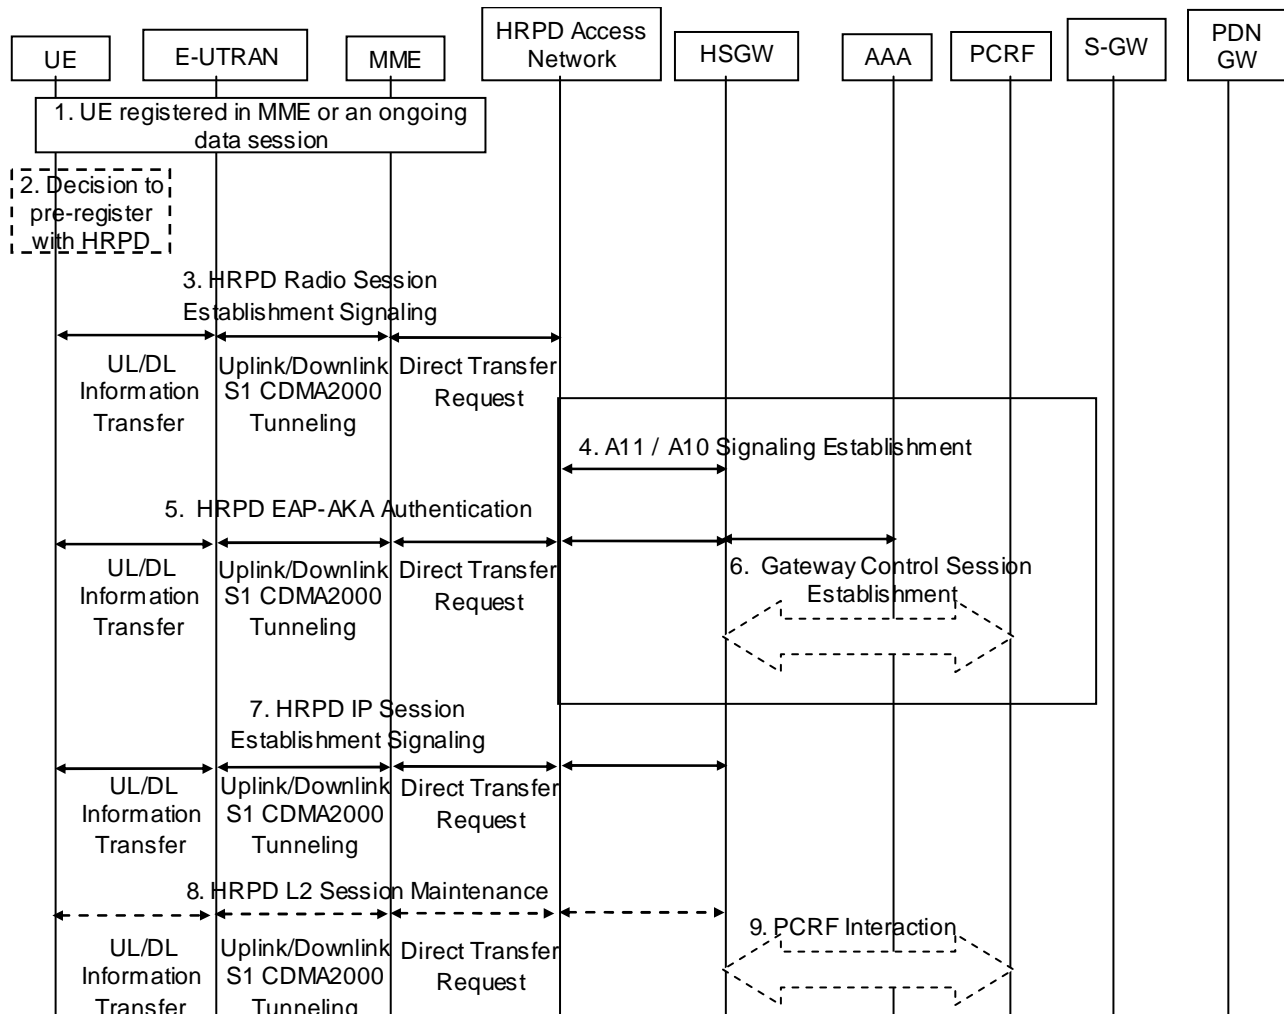 UE
E-UTRAN
MME
HRPD Access
Network
HSGW
AAA
PCRF
S-GW
PDN
GW
1. UE registered in MME or an ongoing
data session
2. Decision to
pre-register
with HRPD
3. HRPD Radio Session
Establishment Signaling
UL/DL
Information
Transfer
Uplink/Downlink
S1 CDMA2000
Tunneling
Direct Transfer
Request
4. A11 / A10 Signaling Establishment
5. HRPD EAP-AKA Authentication
UL/DL
Information
Transfer
Uplink/Downlink
S1 CDMA2000
Tunneling
Direct Transfer
Request
6. Gateway Control Session
Establishment
7. HRPD IP Session
Establishment Signaling
UL/DL
Information
Transfer
Uplink/Downlink
S1 CDMA2000
Tunneling
Direct Transfer
Request
8. HRPD L2 Session Maintenance
UL/DL
Information
Transfer
Uplink/Downlink
S1 CDMA2000
Tunneling
Direct Transfer
Request
9. PCRF Interaction